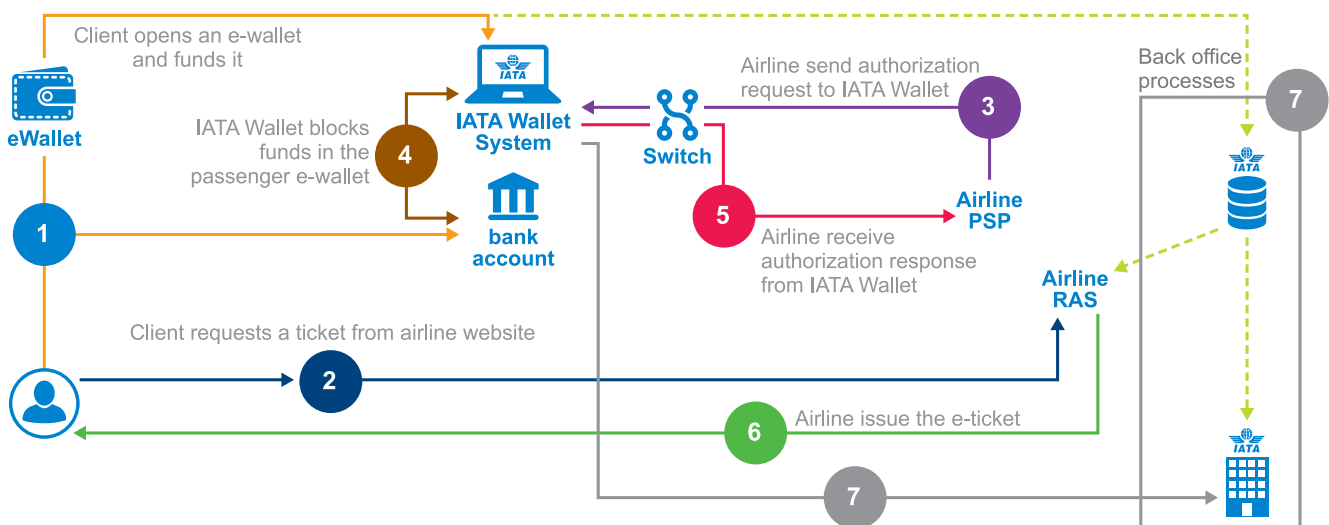 Client opens an e-wallet
and funds it
eWallet
1
IATA
IATA Wallet
System
IATA Wallet blocks
funds in the
passenger e-wallet
4
bank
account
Switch
Airline send authorization
request to IATA Wallet
3
5
Airline
PSP
Airline receive
authorization response
from IATA Wallet
Back office
processes
7
IATA
Airline
RAS
Client requests a ticket from airline website
2
6
Airline issue the e-ticket
7
IATA